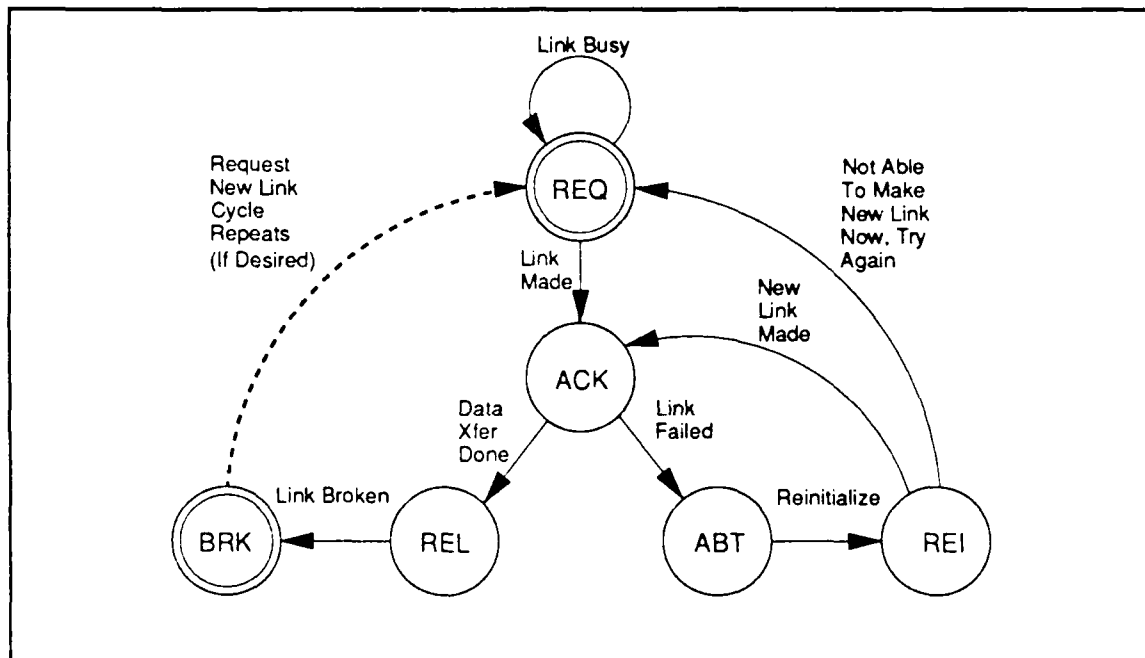 Link Busy
Request
New Link
Cycle
Repeats
(If Desired)
REQ
Not Able
To Make
New Link
Now, Try
Again
Link
Made
New
Link
Made
ACK
Data
Xfer
Done
Link
Failed
Link Broken
Reinitialize
BRK
REL
ABT
REI